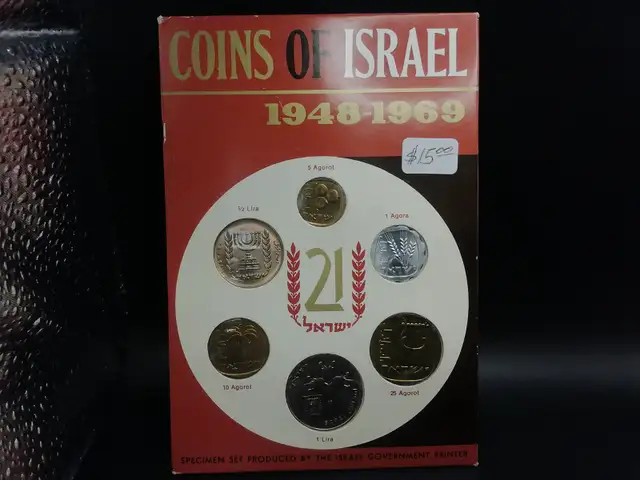 COINS OF ISRAEL
1948-1969
$15.00
5 Agorot
½ Lira
1 Agora
21
ישראל
10 Agorot
25 Agorot
1 Lira
SPECIMEN SET PRODUCED BY THE ISRAEL GOVERNMENT PRINTER